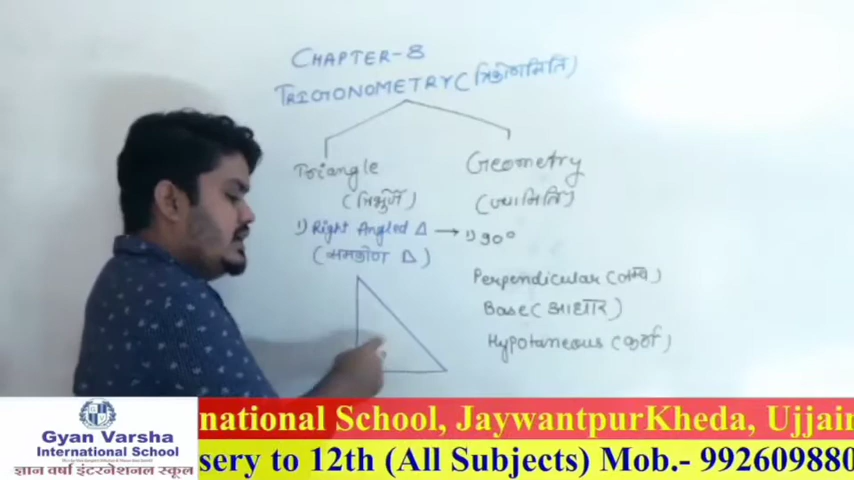 CHAPTER-8
TRIGONOMETRY (त्रिकोणमिति)
Triangle
(त्रिभुजें)
Geometry
(ज्यामिति)
1) Right Angled △ → 1) 90°
(समकोण △)
Perpendicular (लम्ब)
Base (आधार)
Hypotaneous (कर्ण)
Gyan Varsha
International School
ज्ञान वर्षा इंटरनेशनल स्कूल
national School, JaywantpurKheda, Ujjain
sery to 12th (All Subjects) Mob.- 992609880